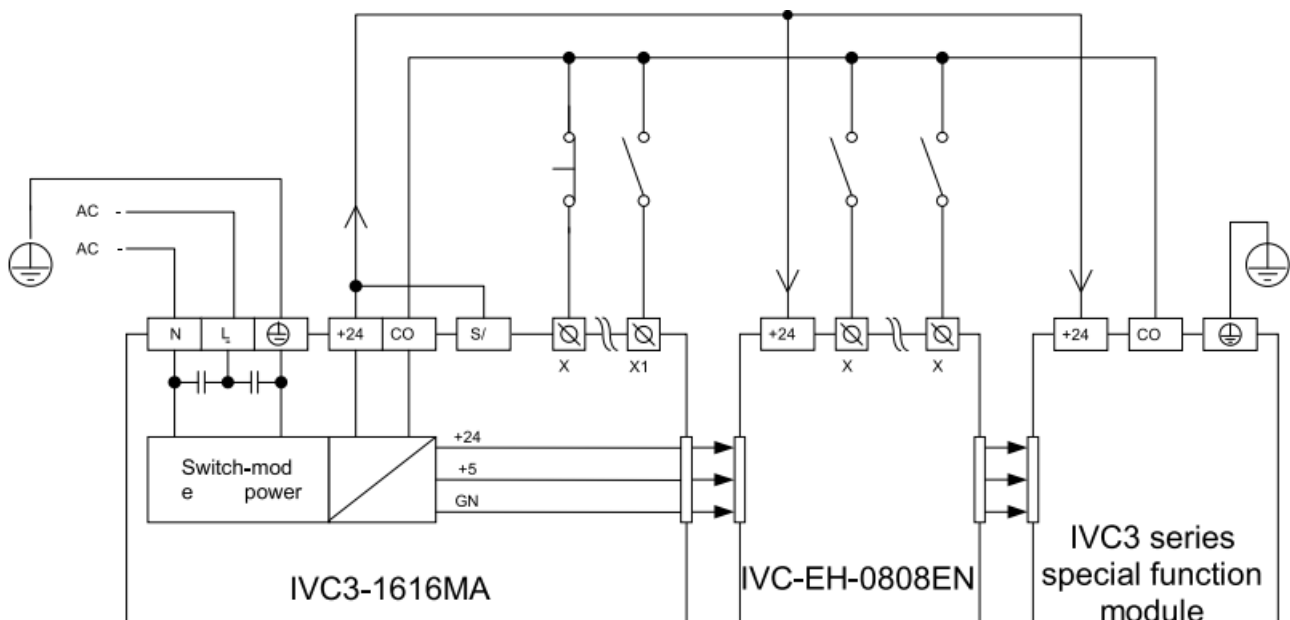 AC -
AC -
N
L
+24
CO
S/
X
X1
+24
X
X
+24
CO
+24
+5
GN
Switch-mod
e power
IVC3-1616MA
IVC-EH-0808EN
IVC3 series
special function
module